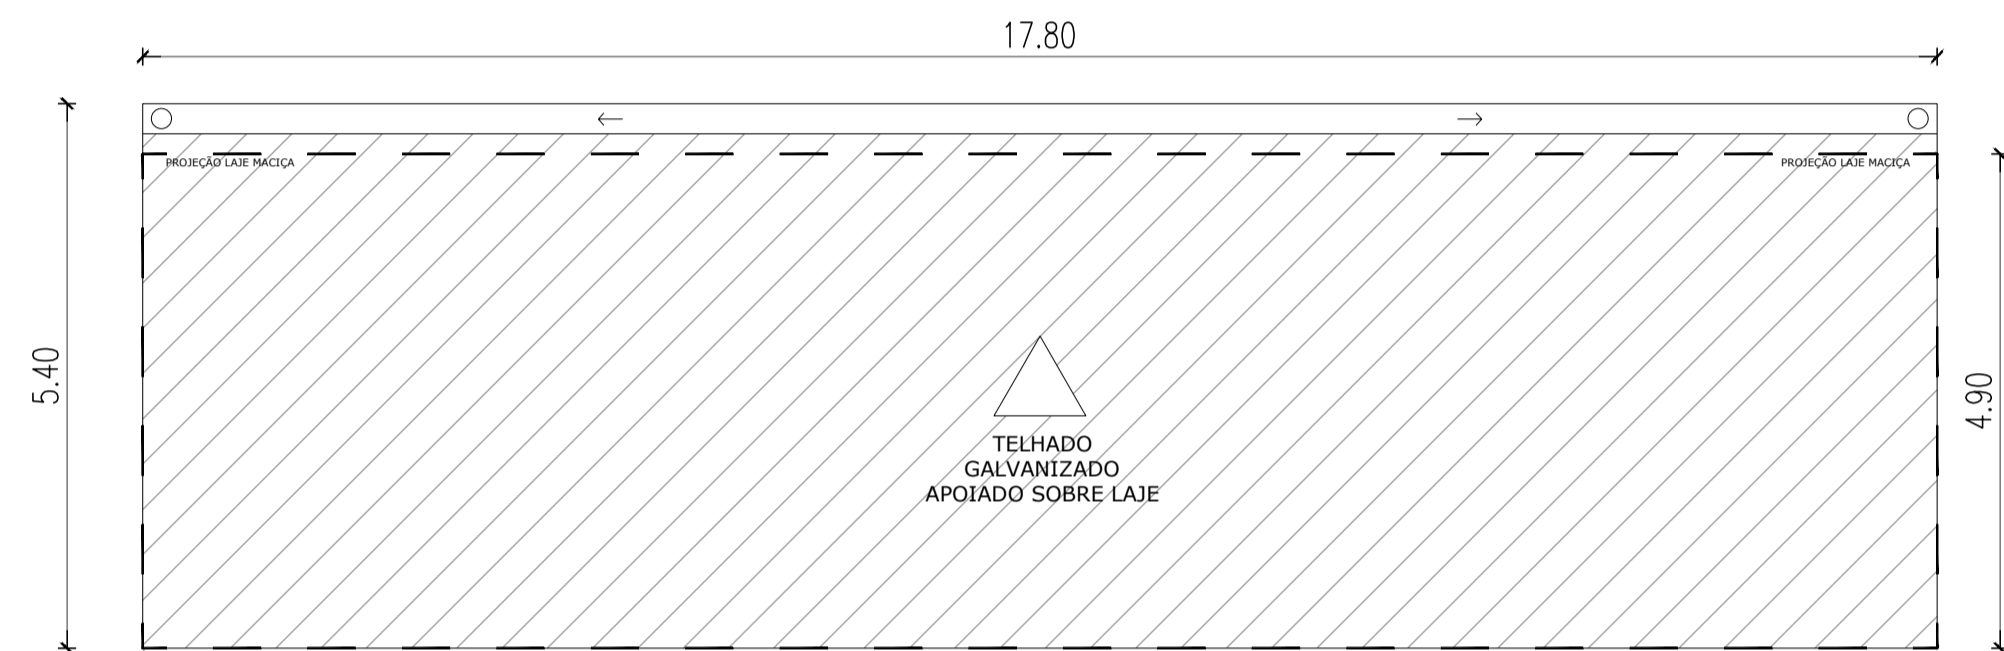 17.80
PROJEÇÃO LAJE MACIÇA
PROJEÇÃO LAJE MACIÇA
5.40
4.90
TELHADO
GALVANIZADO
APOIADO SOBRE LAJE